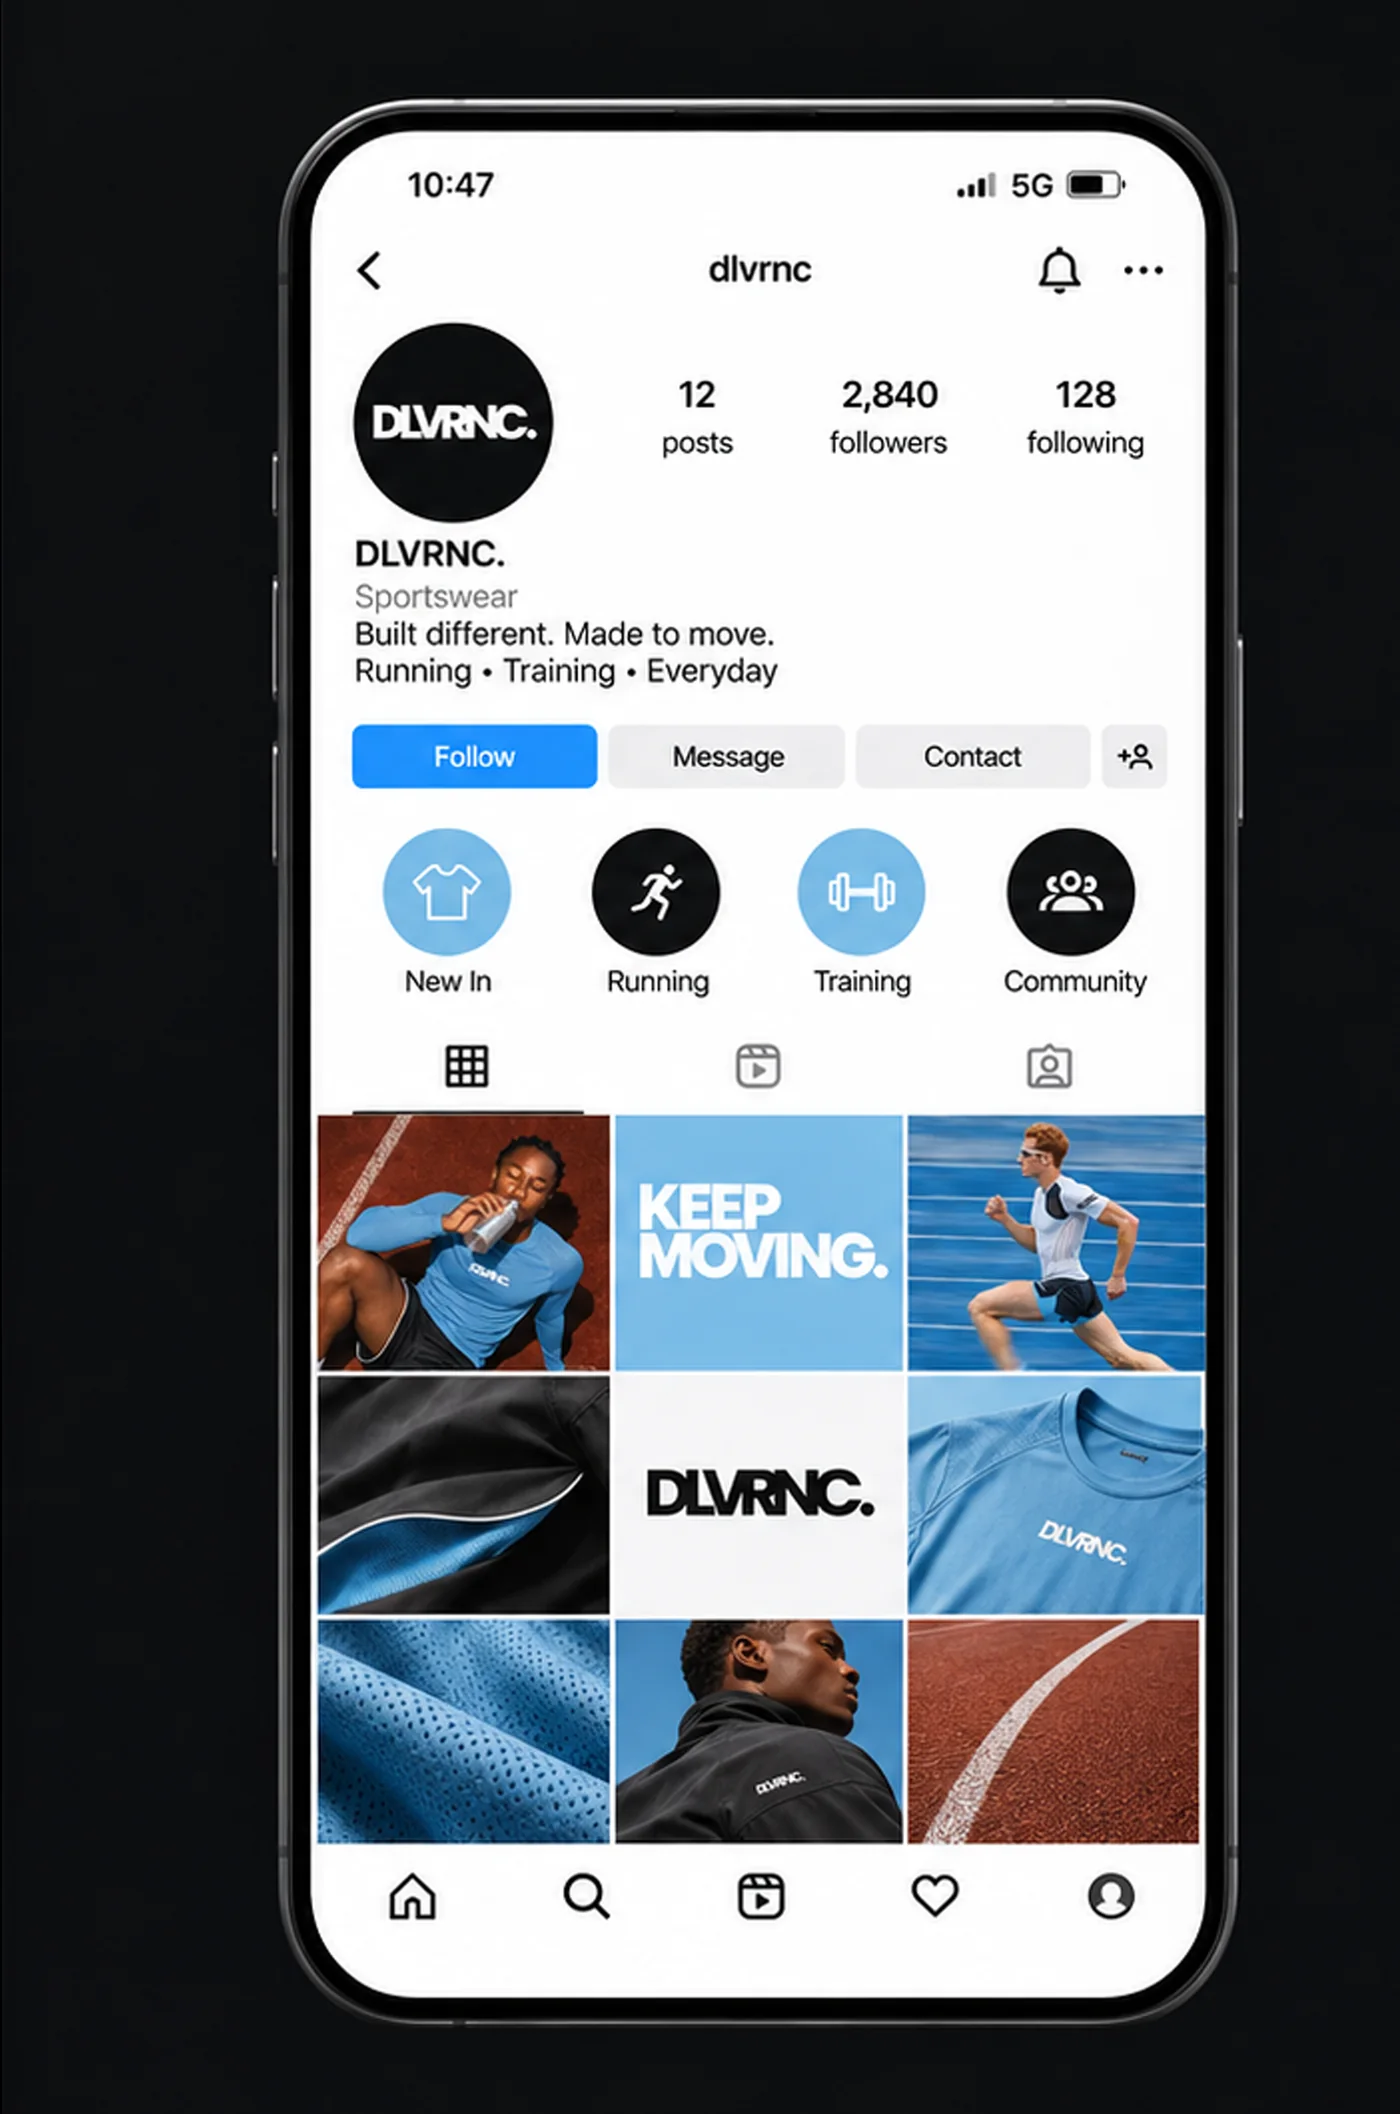 10:47 5G
dlvrnc
DLVRNC.
12 2,840 128
posts followers following
DLVRNC.
Sportswear
Built different. Made to move.
Running • Training • Everyday
Follow Message Contact
New In Running Training Community
KEEP
MOVING.
DLVRNC.
DLVRNC.
DLVRNC.